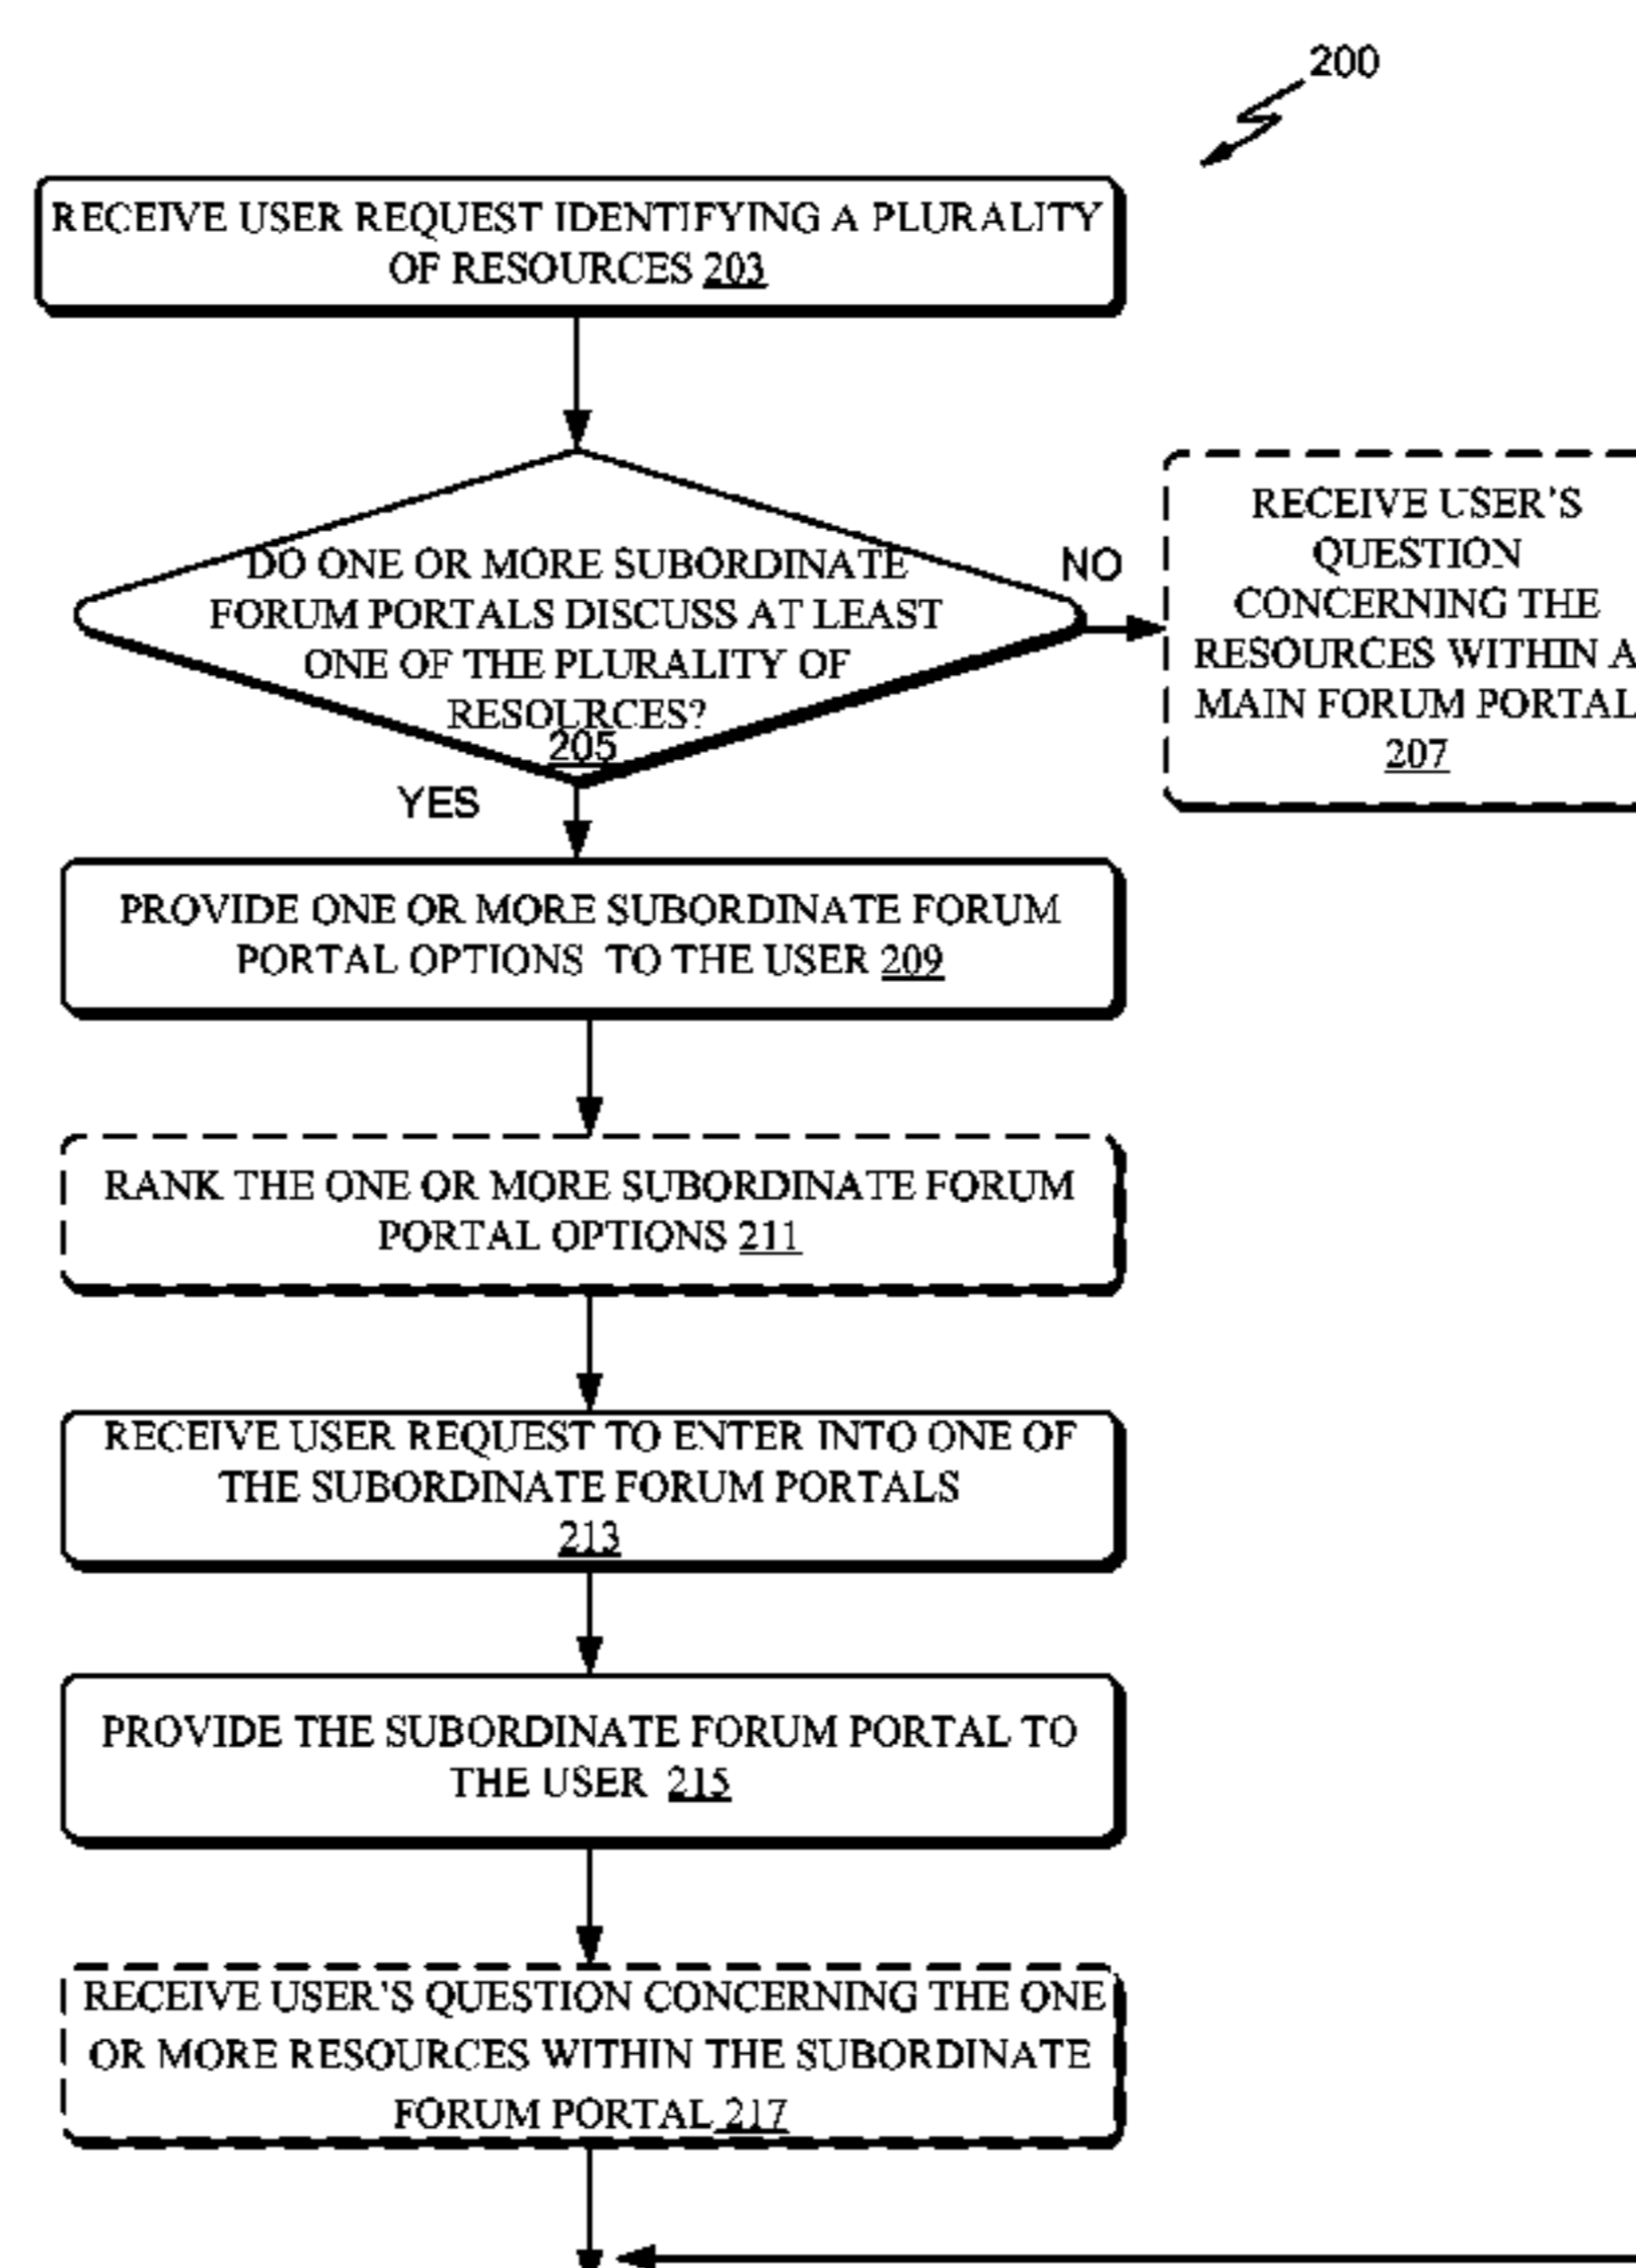 200
RECEIVE USER REQUEST IDENTIFYING A PLURALITY
OF RESOURCES 203
DO ONE OR MORE SUBORDINATE
FORUM PORTALS DISCUSS AT LEAST
ONE OF THE PLURALITY OF
RESOURCES?
205
NO
RECEIVE USER'S
QUESTION
CONCERNING THE
RESOURCES WITHIN A
MAIN FORUM PORTAL
207
YES
PROVIDE ONE OR MORE SUBORDINATE FORUM
PORTAL OPTIONS TO THE USER 209
RANK THE ONE OR MORE SUBORDINATE FORUM
PORTAL OPTIONS 211
RECEIVE USER REQUEST TO ENTER INTO ONE OF
THE SUBORDINATE FORUM PORTALS
213
PROVIDE THE SUBORDINATE FORUM PORTAL TO
THE USER 215
RECEIVE USER'S QUESTION CONCERNING THE ONE
OR MORE RESOURCES WITHIN THE SUBORDINATE
FORUM PORTAL 217